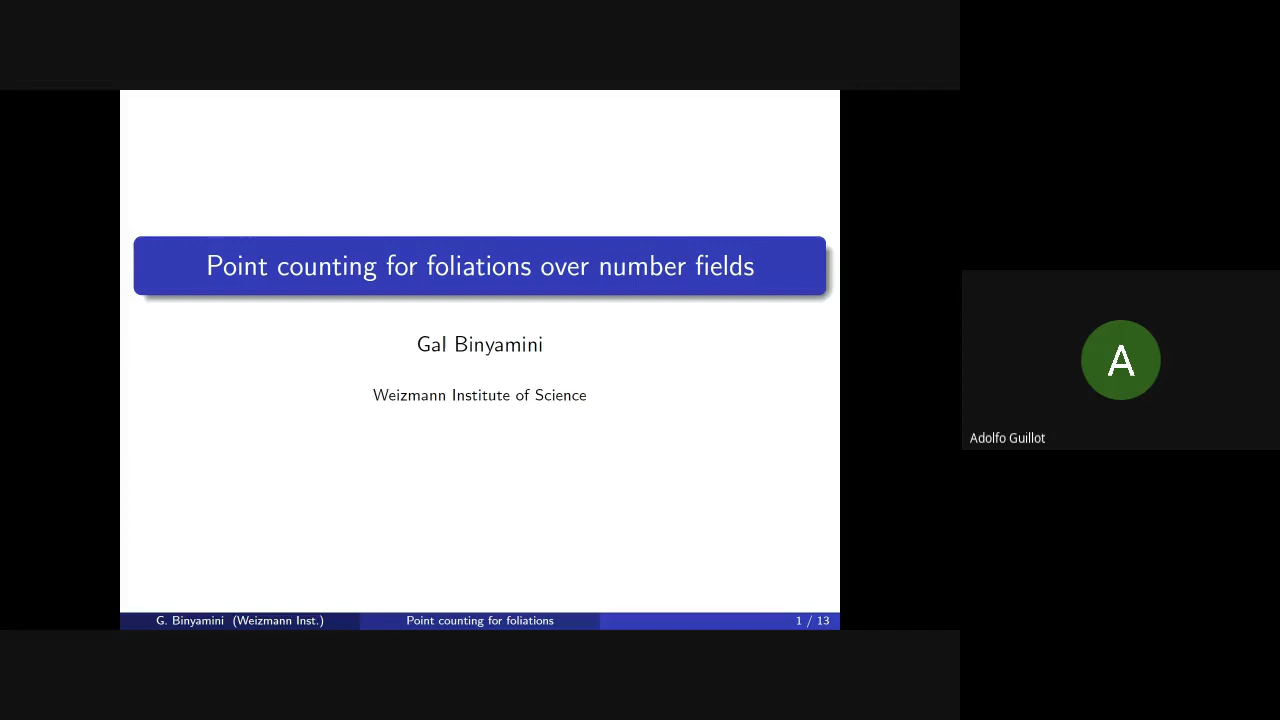 Point counting for foliations over number fields
Gal Binyamini
Weizmann Institute of Science
G. Binyamini (Weizmann Inst.)
Point counting for foliations
1 / 13
A
Adolfo Guillot